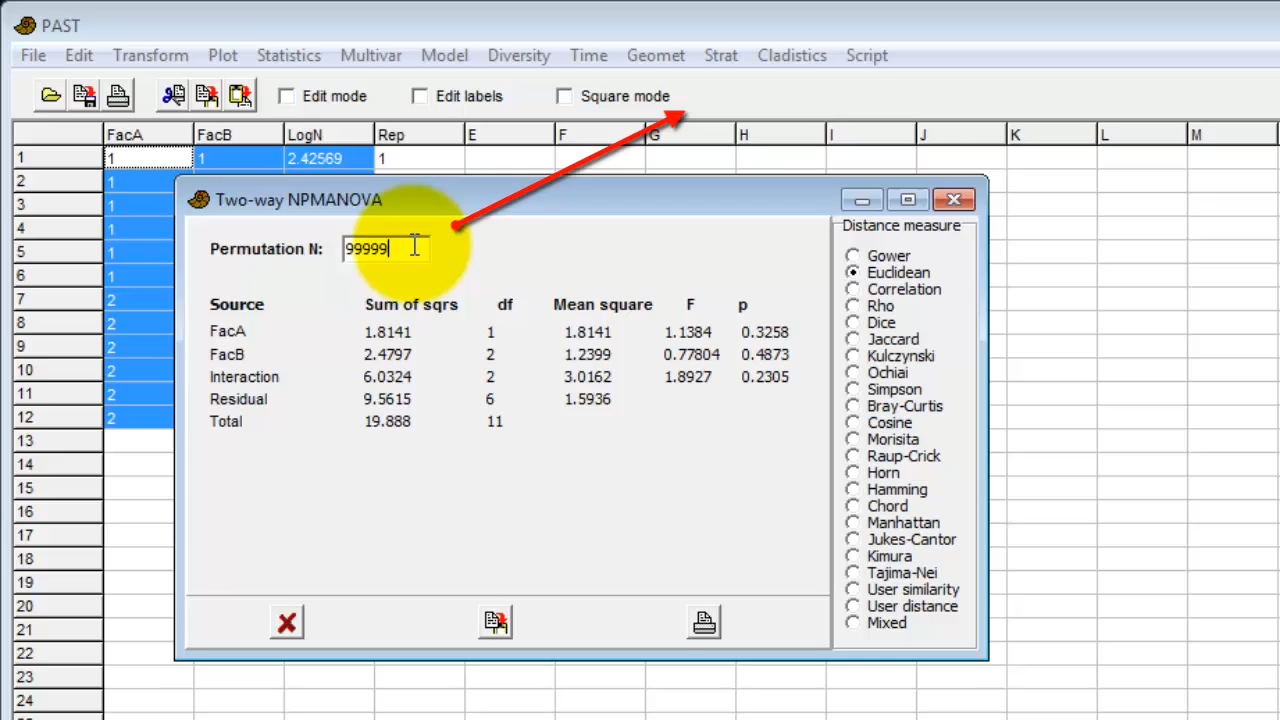 PAST
File Edit Transform Plot Statistics Multivar Model Diversity Time Geomet Strat Cladistics Script
Edit mode Edit labels Square mode
FacA FacB LogN Rep E F G H I J K L M
1 1 1 2.42569 1
2 1
3 1
4 1
5 1
6 1
7 2
8 2
9 2
10 2
11 2
12 2
13
14
15
16
17
18
19
20
21
22
23
24
Two-way NPMANOVA
Permutation N: 99999
Source Sum of sqrs df Mean square F p
FacA 1.8141 1 1.8141 1.1384 0.3258
FacB 2.4797 2 1.2399 0.77804 0.4873
Interaction 6.0324 2 3.0162 1.8927 0.2305
Residual 9.5615 6 1.5936
Total 19.888 11
Distance measure
Gower
Euclidean
Correlation
Rho
Dice
Jaccard
Kulczynski
Ochiai
Simpson
Bray-Curtis
Cosine
Morisita
Raup-Crick
Horn
Hamming
Chord
Manhattan
Jukes-Cantor
Kimura
Tajima-Nei
User similarity
User distance
Mixed